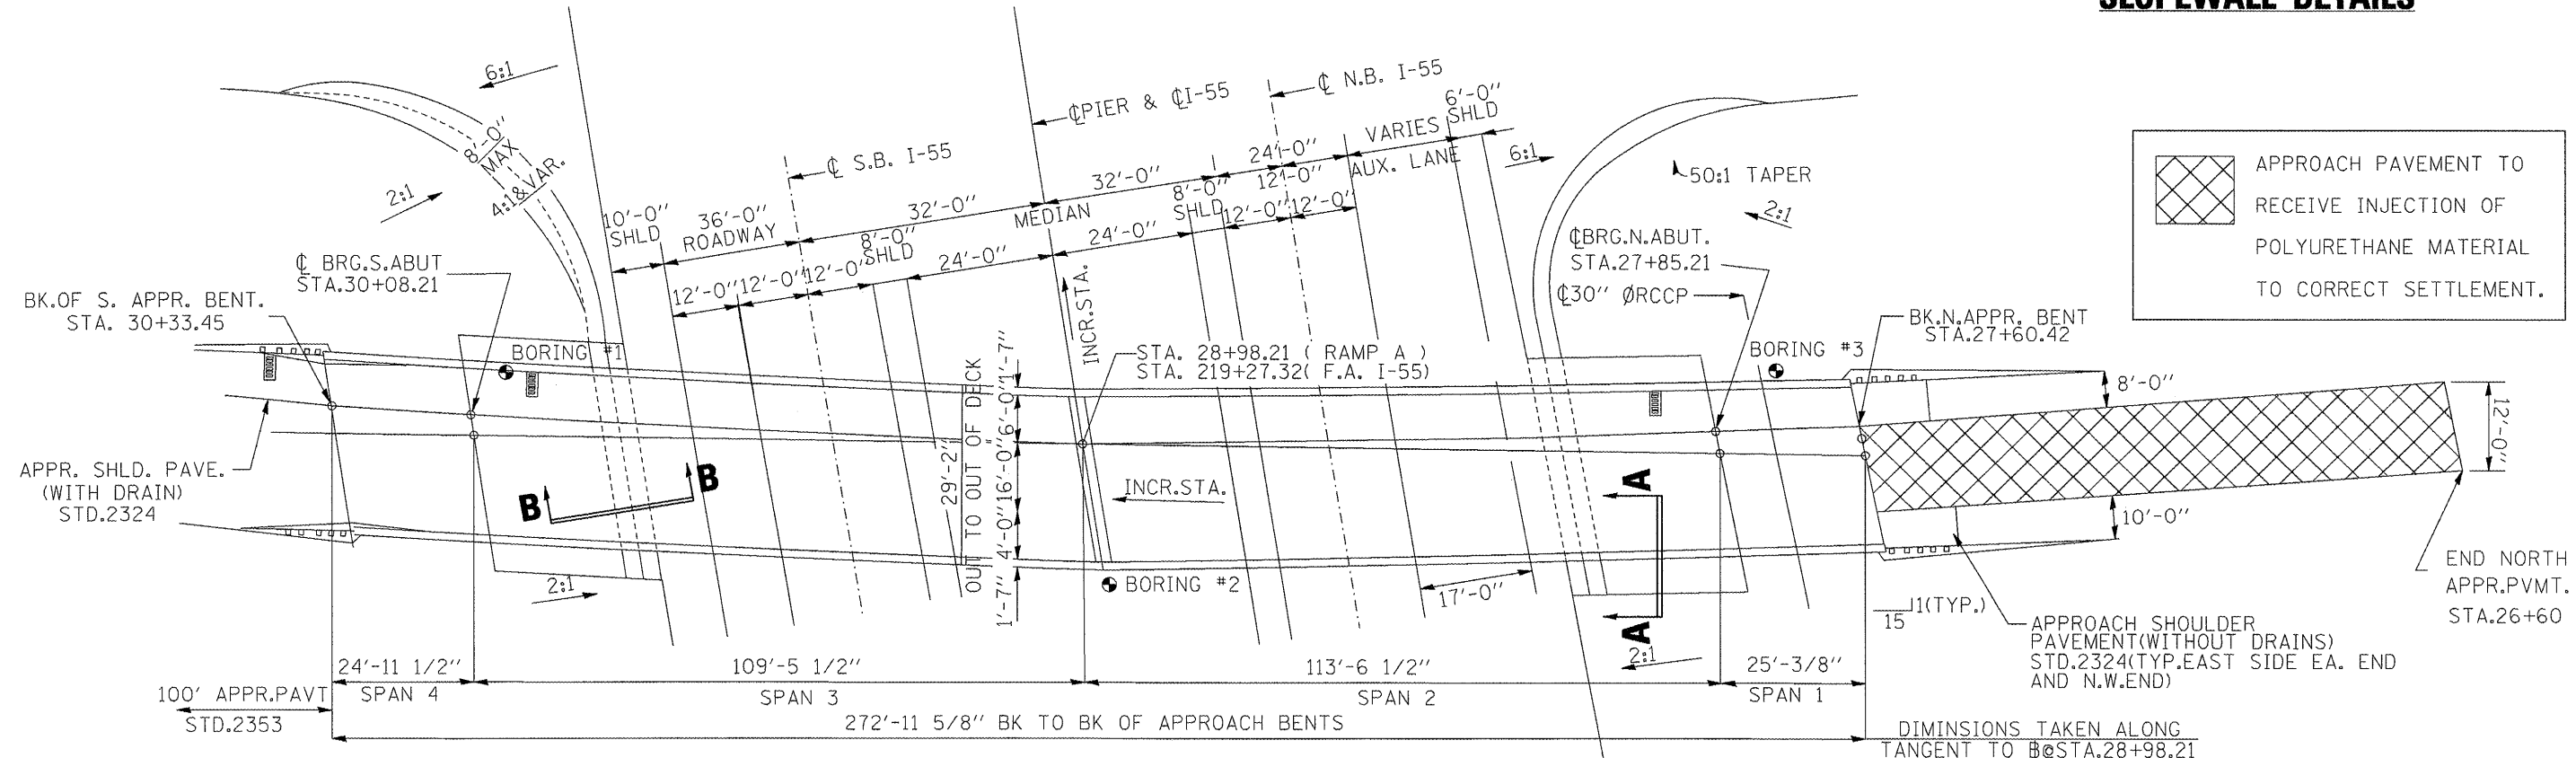 SLOPEWALL DETAILS
6:1
8'-0"
MAX
4:1&VAR.
2:1
℄ S.B. I-55
℄PIER & ℄I-55
℄ N.B. I-55
6'-0"
SHLD
VARIES
AUX. LANE
6:1
24'-0"
12'-0"
32'-0"
8'-0"
SHLD
12'-0"
12'-0"
MEDIAN
32'-0"
24'-0"
24'-0"
8'-0"
SHLD
10'-0"
SHLD
36'-0"
ROADWAY
12'-0"
12'-0"
12'-0"
50:1 TAPER
2:1
APPROACH PAVEMENT TO
RECEIVE INJECTION OF
POLYURETHANE MATERIAL
TO CORRECT SETTLEMENT.
℄ BRG.S.ABUT
STA.30+08.21
BK.OF S. APPR. BENT.
STA. 30+33.45
℄BRG.N.ABUT.
STA.27+85.21
℄30" ØRCCP
BK.N.APPR. BENT
STA.27+60.42
BORING #1
INCR.STA.
STA. 28+98.21 ( RAMP A )
STA. 219+27.32( F.A. I-55)
BORING #3
8'-0"
12'-0"
APPR. SHLD. PAVE.
(WITH DRAIN)
STD.2324
B
B
29'-2"
OUT TO OUT OF DECK
1'-7"
6'-0"
16'-0"
4'-0"
1'-7"
INCR.STA.
A
A
10'-0"
END NORTH
APPR.PVMT.
STA.26+60
2:1
BORING #2
17'-0"
2:1
1(TYP.)
15
APPROACH SHOULDER
PAVEMENT(WITHOUT DRAINS)
STD.2324(TYP.EAST SIDE EA. END
AND N.W.END)
24'-11 1/2"
SPAN 4
109'-5 1/2"
SPAN 3
113'-6 1/2"
SPAN 2
25'-3/8"
SPAN 1
100' APPR.PAVT
STD.2353
272'-11 5/8" BK TO BK OF APPROACH BENTS
DIMINSIONS TAKEN ALONG
TANGENT TO @STA.28+98.21